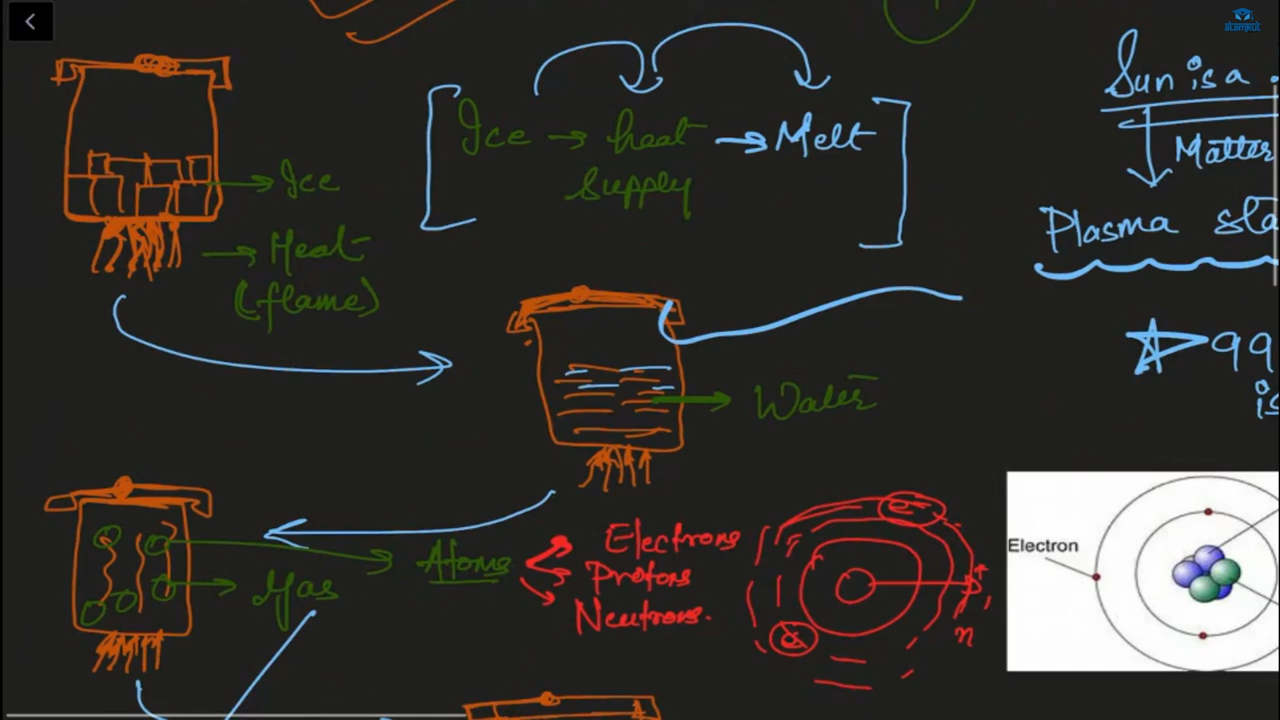 Ice → heat → Melt
supply
→ Ice
→ Heat
(flame)
Sun is a
Matter
Plasma sta
→ Water
99
is
→ Atoms
→ Gas
Electrons
Protons
Neutrons.
e-
n
Electron